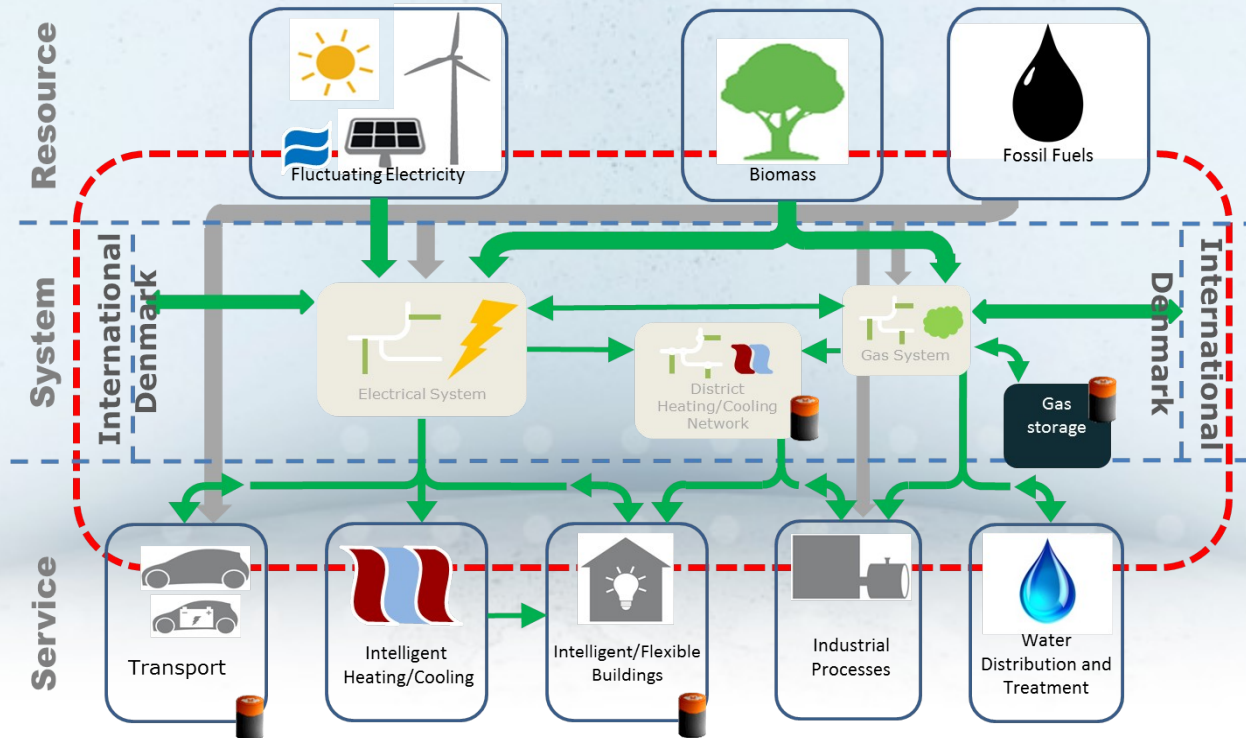 Resource
Fluctuating Electricity
Biomass
Fossil Fuels
System
International
Denmark
Electrical System
District
Heating/Cooling
Network
Gas System
Gas
storage
Denmark
International
Service
Transport
Intelligent
Heating/Cooling
Intelligent/Flexible
Buildings
Industrial
Processes
Water
Distribution and
Treatment